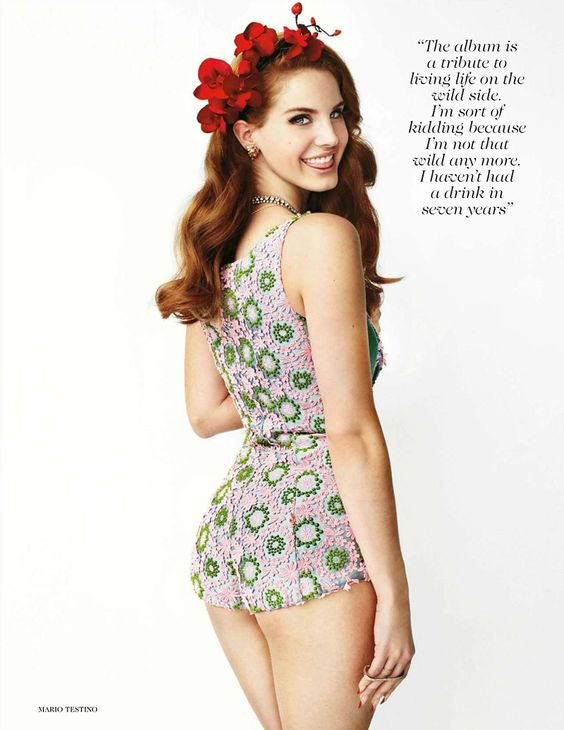 “The album is
a tribute to
living life on the
wild side.
I’m sort of
kidding because
I’m not that
wild any more.
I haven’t had
a drink in
seven years”
MARIO TESTINO